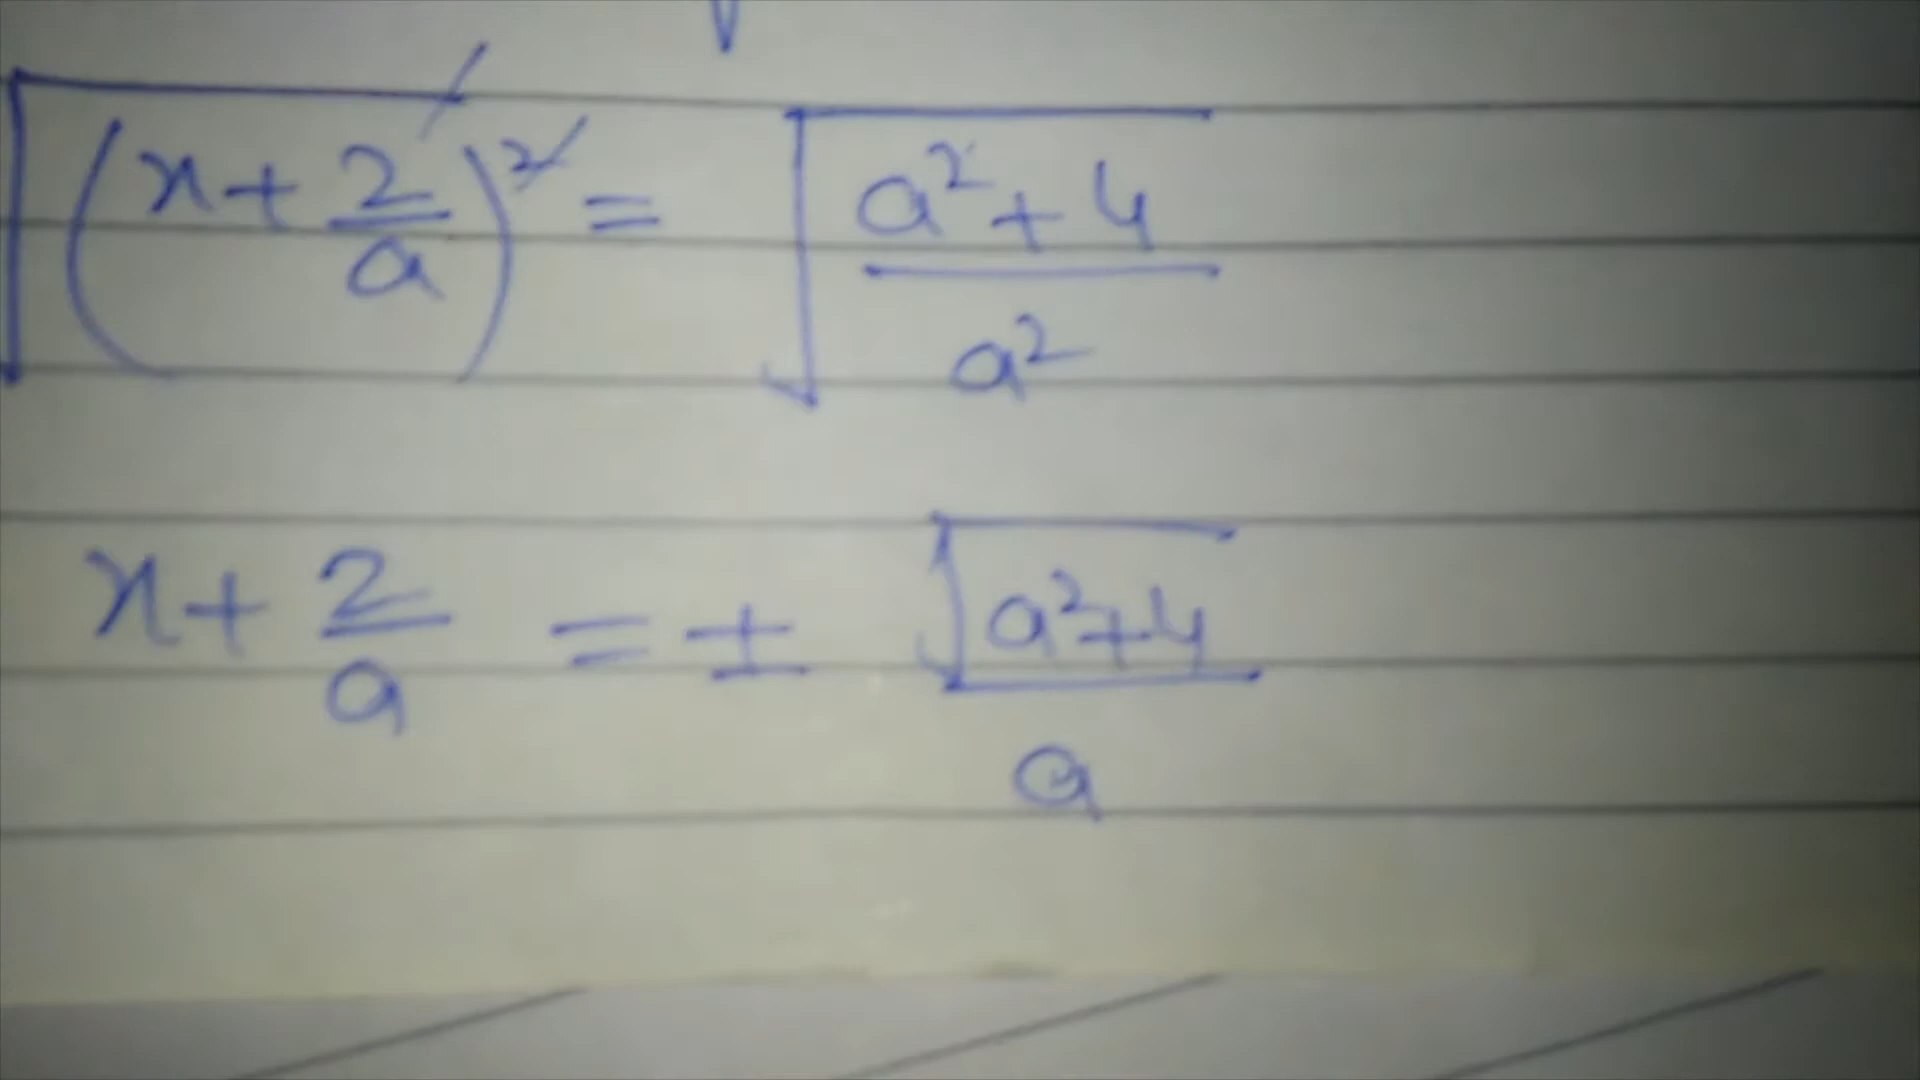 √(x + 2/a)² = √(a² + 4)/a²
x + 2/a = ± √(a² + 4)/a